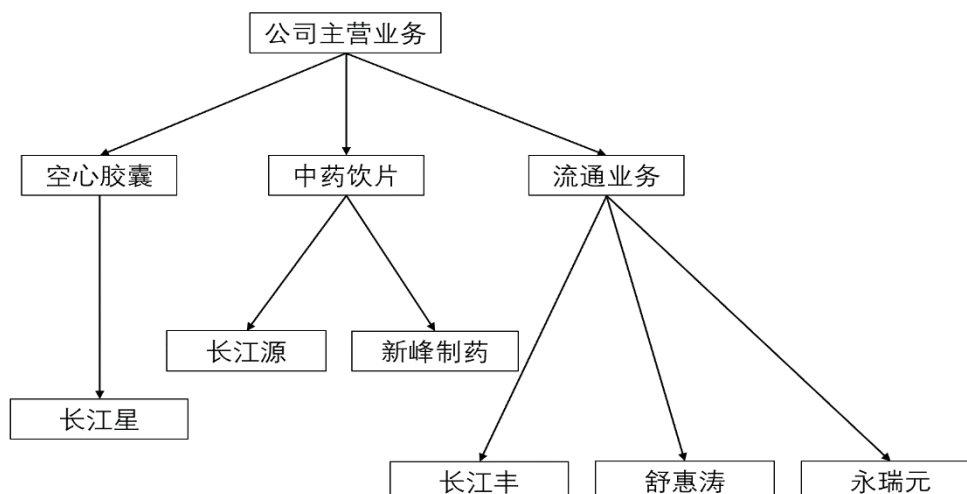 公司主营业务
空心胶囊
中药饮片
流通业务
长江源
新峰制药
长江星
长江丰
舒惠涛
永瑞元